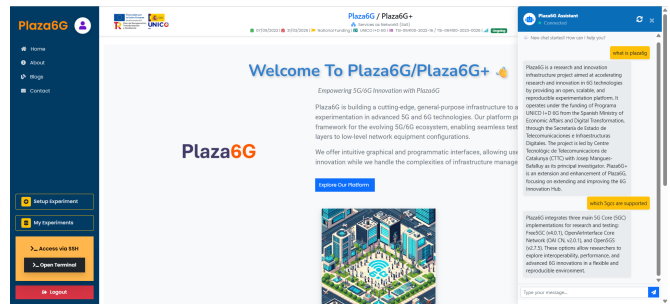 Plaza6G
Home
About
Blogs
Contact
Setup Experiment
My Experiments
Access via SSH
Open Terminal
Logout
UNICO
Plaza6G / Plaza6G+
Services on Network (SoN)
National Funding
Ongoing
Welcome To Plaza6G/Plaza6G+
Empowering 5G/6G Innovation with Plaza6G
Plaza6G is building a cutting-edge, general-purpose infrastructure to a
experimentation in advanced 5G and 6G technologies. Our platform p
framework for the evolving 5G/6G ecosystem, enabling seamless test
layers to low-level network equipment configurations.
We offer intuitive graphical and programmatic interfaces, allowing use
innovation while we handle the complexities of infrastructure manage
Explore Our Platform
Plaza6G
Plaza6G Assistant
Connected
New chat started! How can I help you?
what is plaza6g
Plaza6G is a research and innovation
infrastructure project aimed at accelerating
research and innovation in 6G technologies
by providing an open, scalable, and
reproducible experimentation platform. It
operates under the funding of Programa
UNICO I+D 6G from the Spanish Ministry of
Economic Affairs and Digital Transformation,
through the Secretaría de Estado de
Telecomunicaciones e Infraestructuras
Digitales. The project is led by Centre
Tecnològic de Telecomunicacions de
Catalunya (CTTC) with Josep Mangues-
Bafalluy as its principal investigator. Plaza6G+
is an extension and enhancement of Plaza6G,
focusing on extending and improving the 6G
Innovation Hub.
which 5gcs are supported
Plaza6G integrates three main 5G Core (5GC)
implementations for research and testing:
Free5GC (v4.0.1), OpenAirInterface Core
Network (OAI CN, v2.0.1), and Open5GS
(v2.7.5). These options allow researchers to
explore interoperability, performance, and
advanced 6G innovations in a flexible and
reproducible environment.
Type your message...